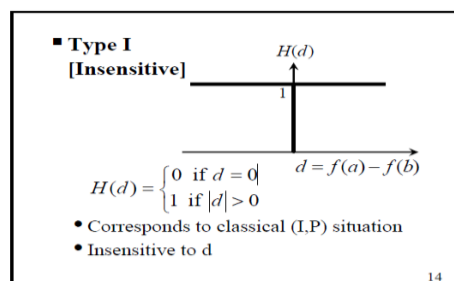 ▪ Type I
[Insensitive]
H(d)
1
d = f(a) − f(b)
H(d) = {0 if d = 0|
1 if |d| > 0
• Corresponds to classical (I,P) situation
• Insensitive to d
14